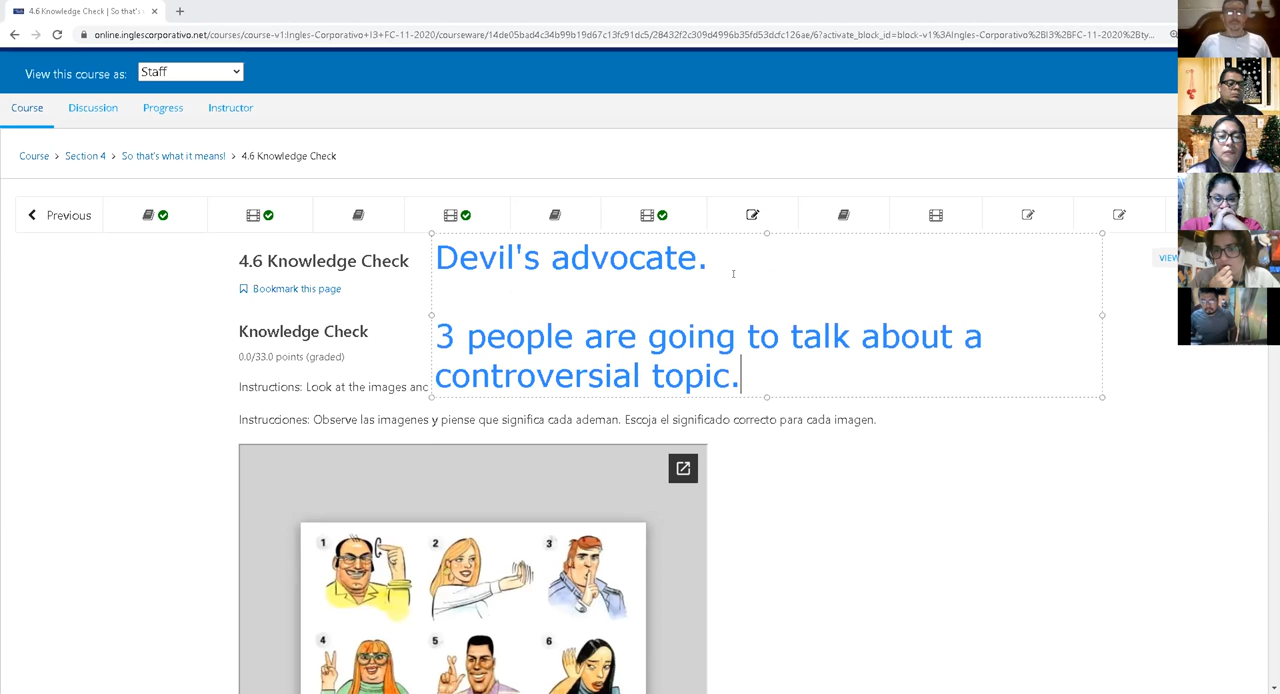 4.6 Knowledge Check | So that's
online.inglescorporativo.net/courses/course-v1:Ingles-Corporativo+I3+FC-11-2020/courseware/14de05bad4c34b99b19d67c13fc91dc5/28432f2c309d4996b35fd53dcfc126ae/6?activate_block_id=block-v1%3AIngles-Corporativo%2BI3%2BFC-11-2020%2Bty...
View this course as: Staff
Course Discussion Progress Instructor
Course > Section 4 > So that's what it means! > 4.6 Knowledge Check
Previous
4.6 Knowledge Check
Devil's advocate.
VIEW
Bookmark this page
3 people are going to talk about a
controversial topic.
Knowledge Check
0.0/33.0 points (graded)
Instructions: Look at the images and
Instrucciones: Observe las imagenes y piense que significa cada ademan. Escoja el significado correcto para cada imagen.
1 2 3
4 5 6